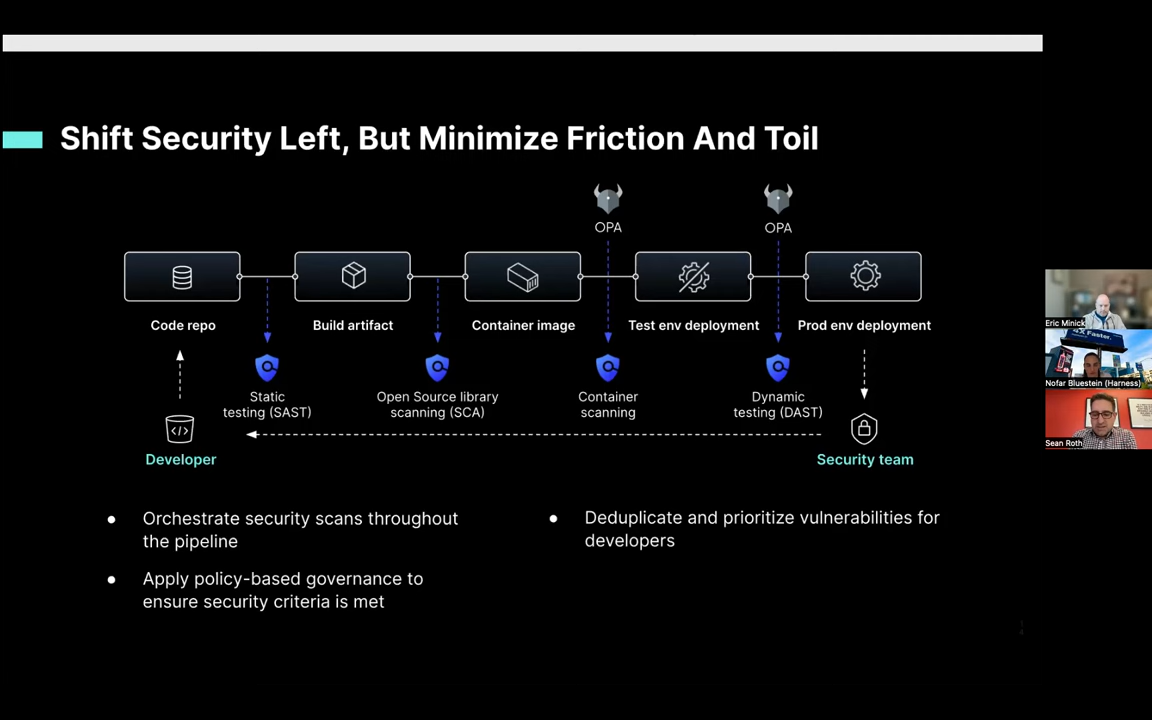 Shift Security Left, But Minimize Friction And Toil
OPA
OPA
Code repo
Build artifact
Container image
Test env deployment
Prod env deployment
Static
testing (SAST)
Open Source library
scanning (SCA)
Container
scanning
Dynamic
testing (DAST)
Developer
Security team
Orchestrate security scans throughout
the pipeline
Apply policy-based governance to
ensure security criteria is met
Deduplicate and prioritize vulnerabilities for
developers
Eric Minick
Faster.
Nofar Bluestein (Harness)
Sean Roth